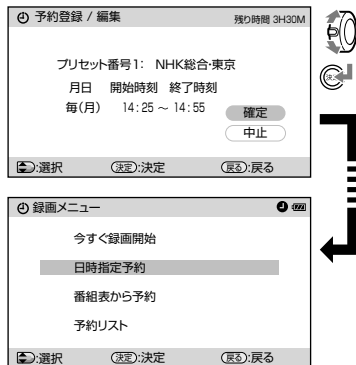 予約登録 / 編集 残り時間 3H30M
プリセット番号1： NHK総合・東京
月日 開始時刻 終了時刻
毎(月) 14：25 ～ 14：55 確定
中止
:選択 決定:決定 戻る:戻る
録画メニュー
今すぐ録画開始
日時指定予約
番組表から予約
予約リスト
:選択 決定:決定 戻る:戻る